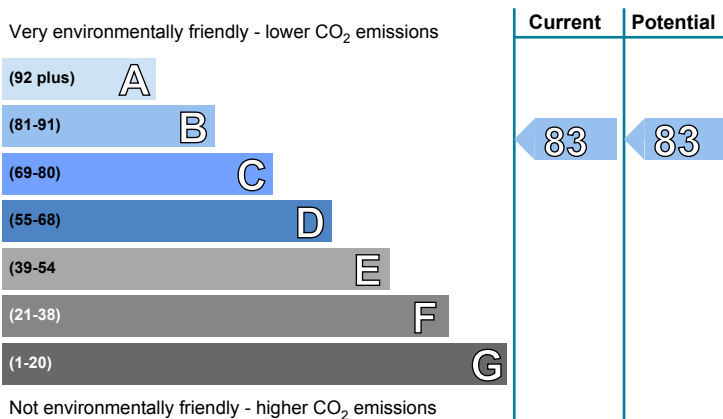 Current Potential
Very environmentally friendly - lower CO2 emissions
(92 plus) A
(81-91) B 83 83
(69-80) C
(55-68) D
(39-54 E
(21-38) F
(1-20) G
Not environmentally friendly - higher CO2 emissions